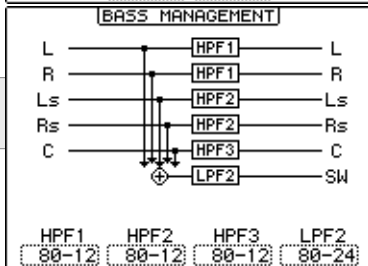 BASS MANAGEMENT
L HPF1 L
R HPF1 R
Ls HPF2 Ls
Rs HPF2 Rs
C HPF3 C
LPF2 SW
HPF1 HPF2 HPF3 LPF2
80-12 80-12 80-12 80-24